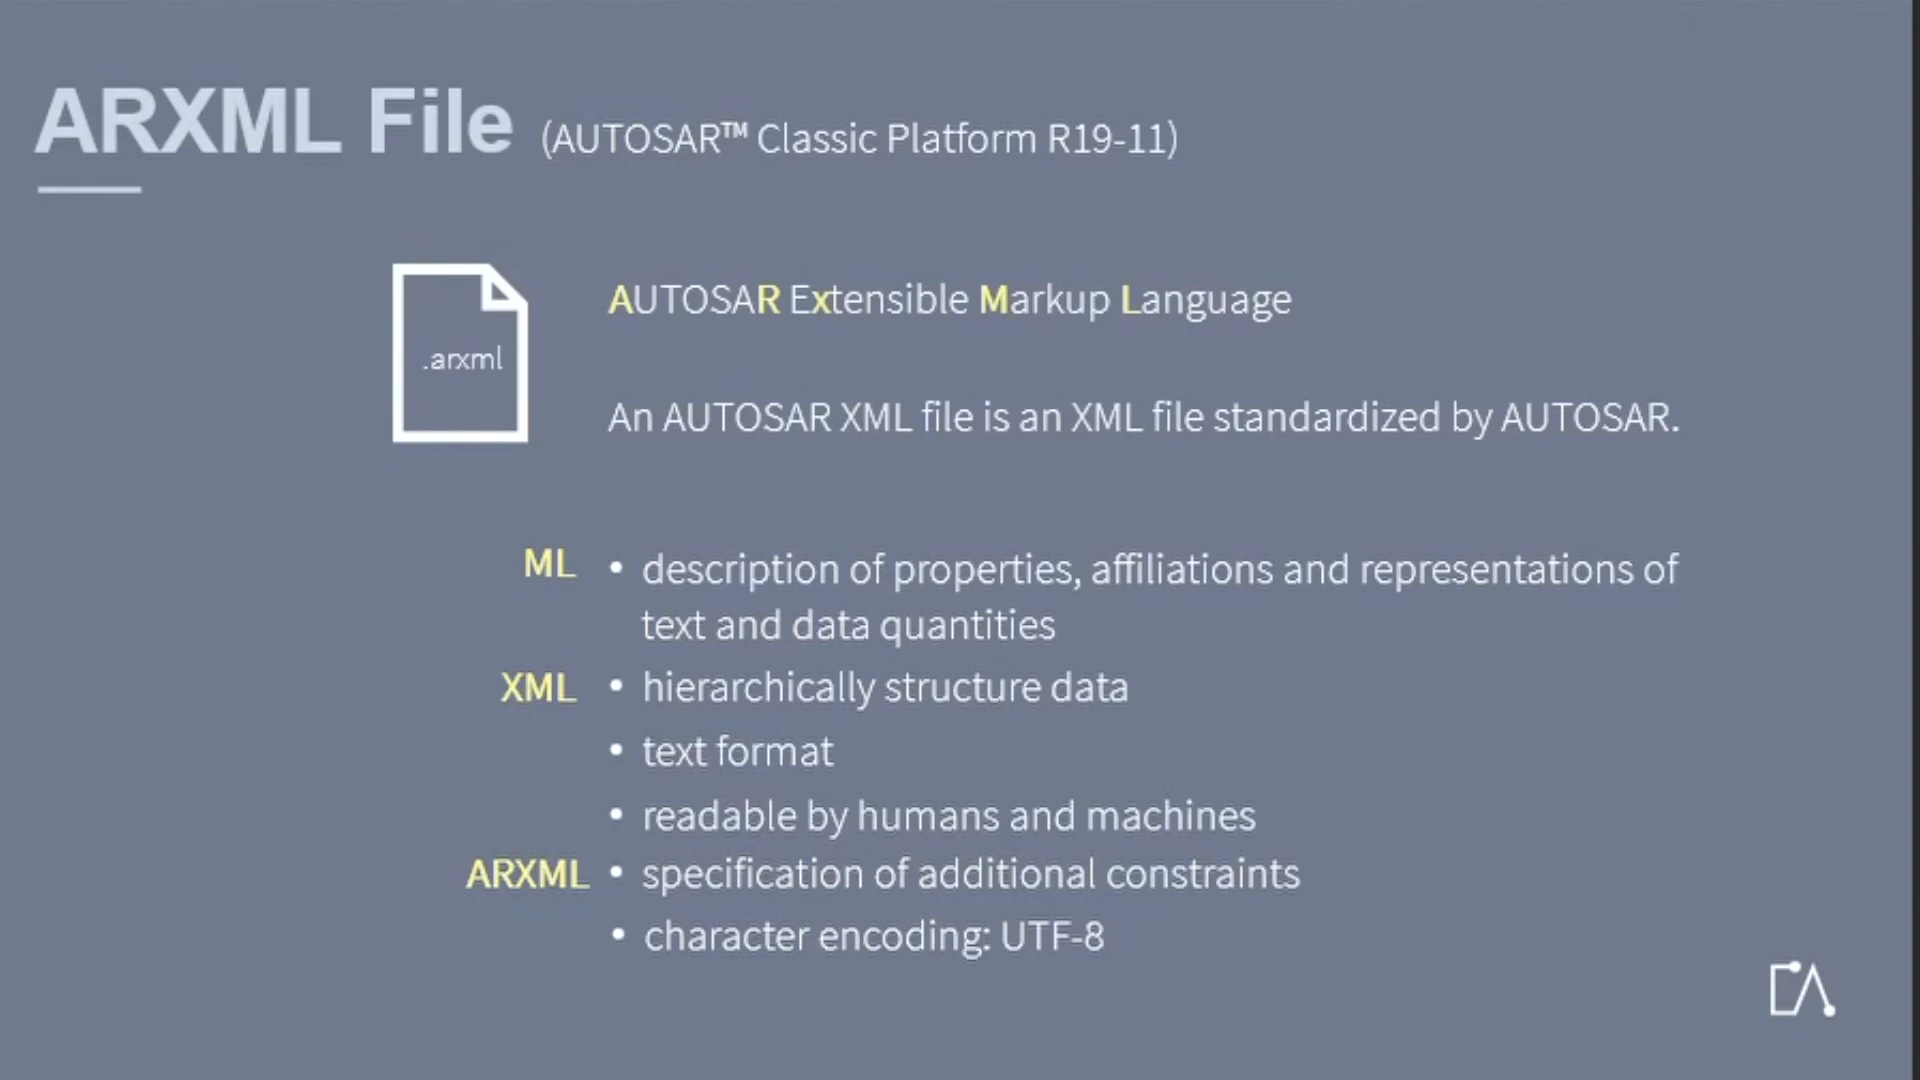 ARXML File (AUTOSAR™ Classic Platform R19-11)
.arxml
AUTOSAR Extensible Markup Language
An AUTOSAR XML file is an XML file standardized by AUTOSAR.
ML • description of properties, affiliations and representations of
text and data quantities
XML • hierarchically structure data
• text format
• readable by humans and machines
ARXML • specification of additional constraints
• character encoding: UTF-8